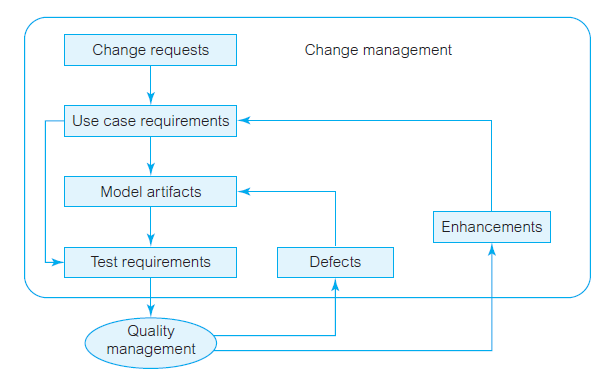 Change requests
Change management
Use case requirements
Model artifacts
Enhancements
Test requirements
Defects
Quality
management